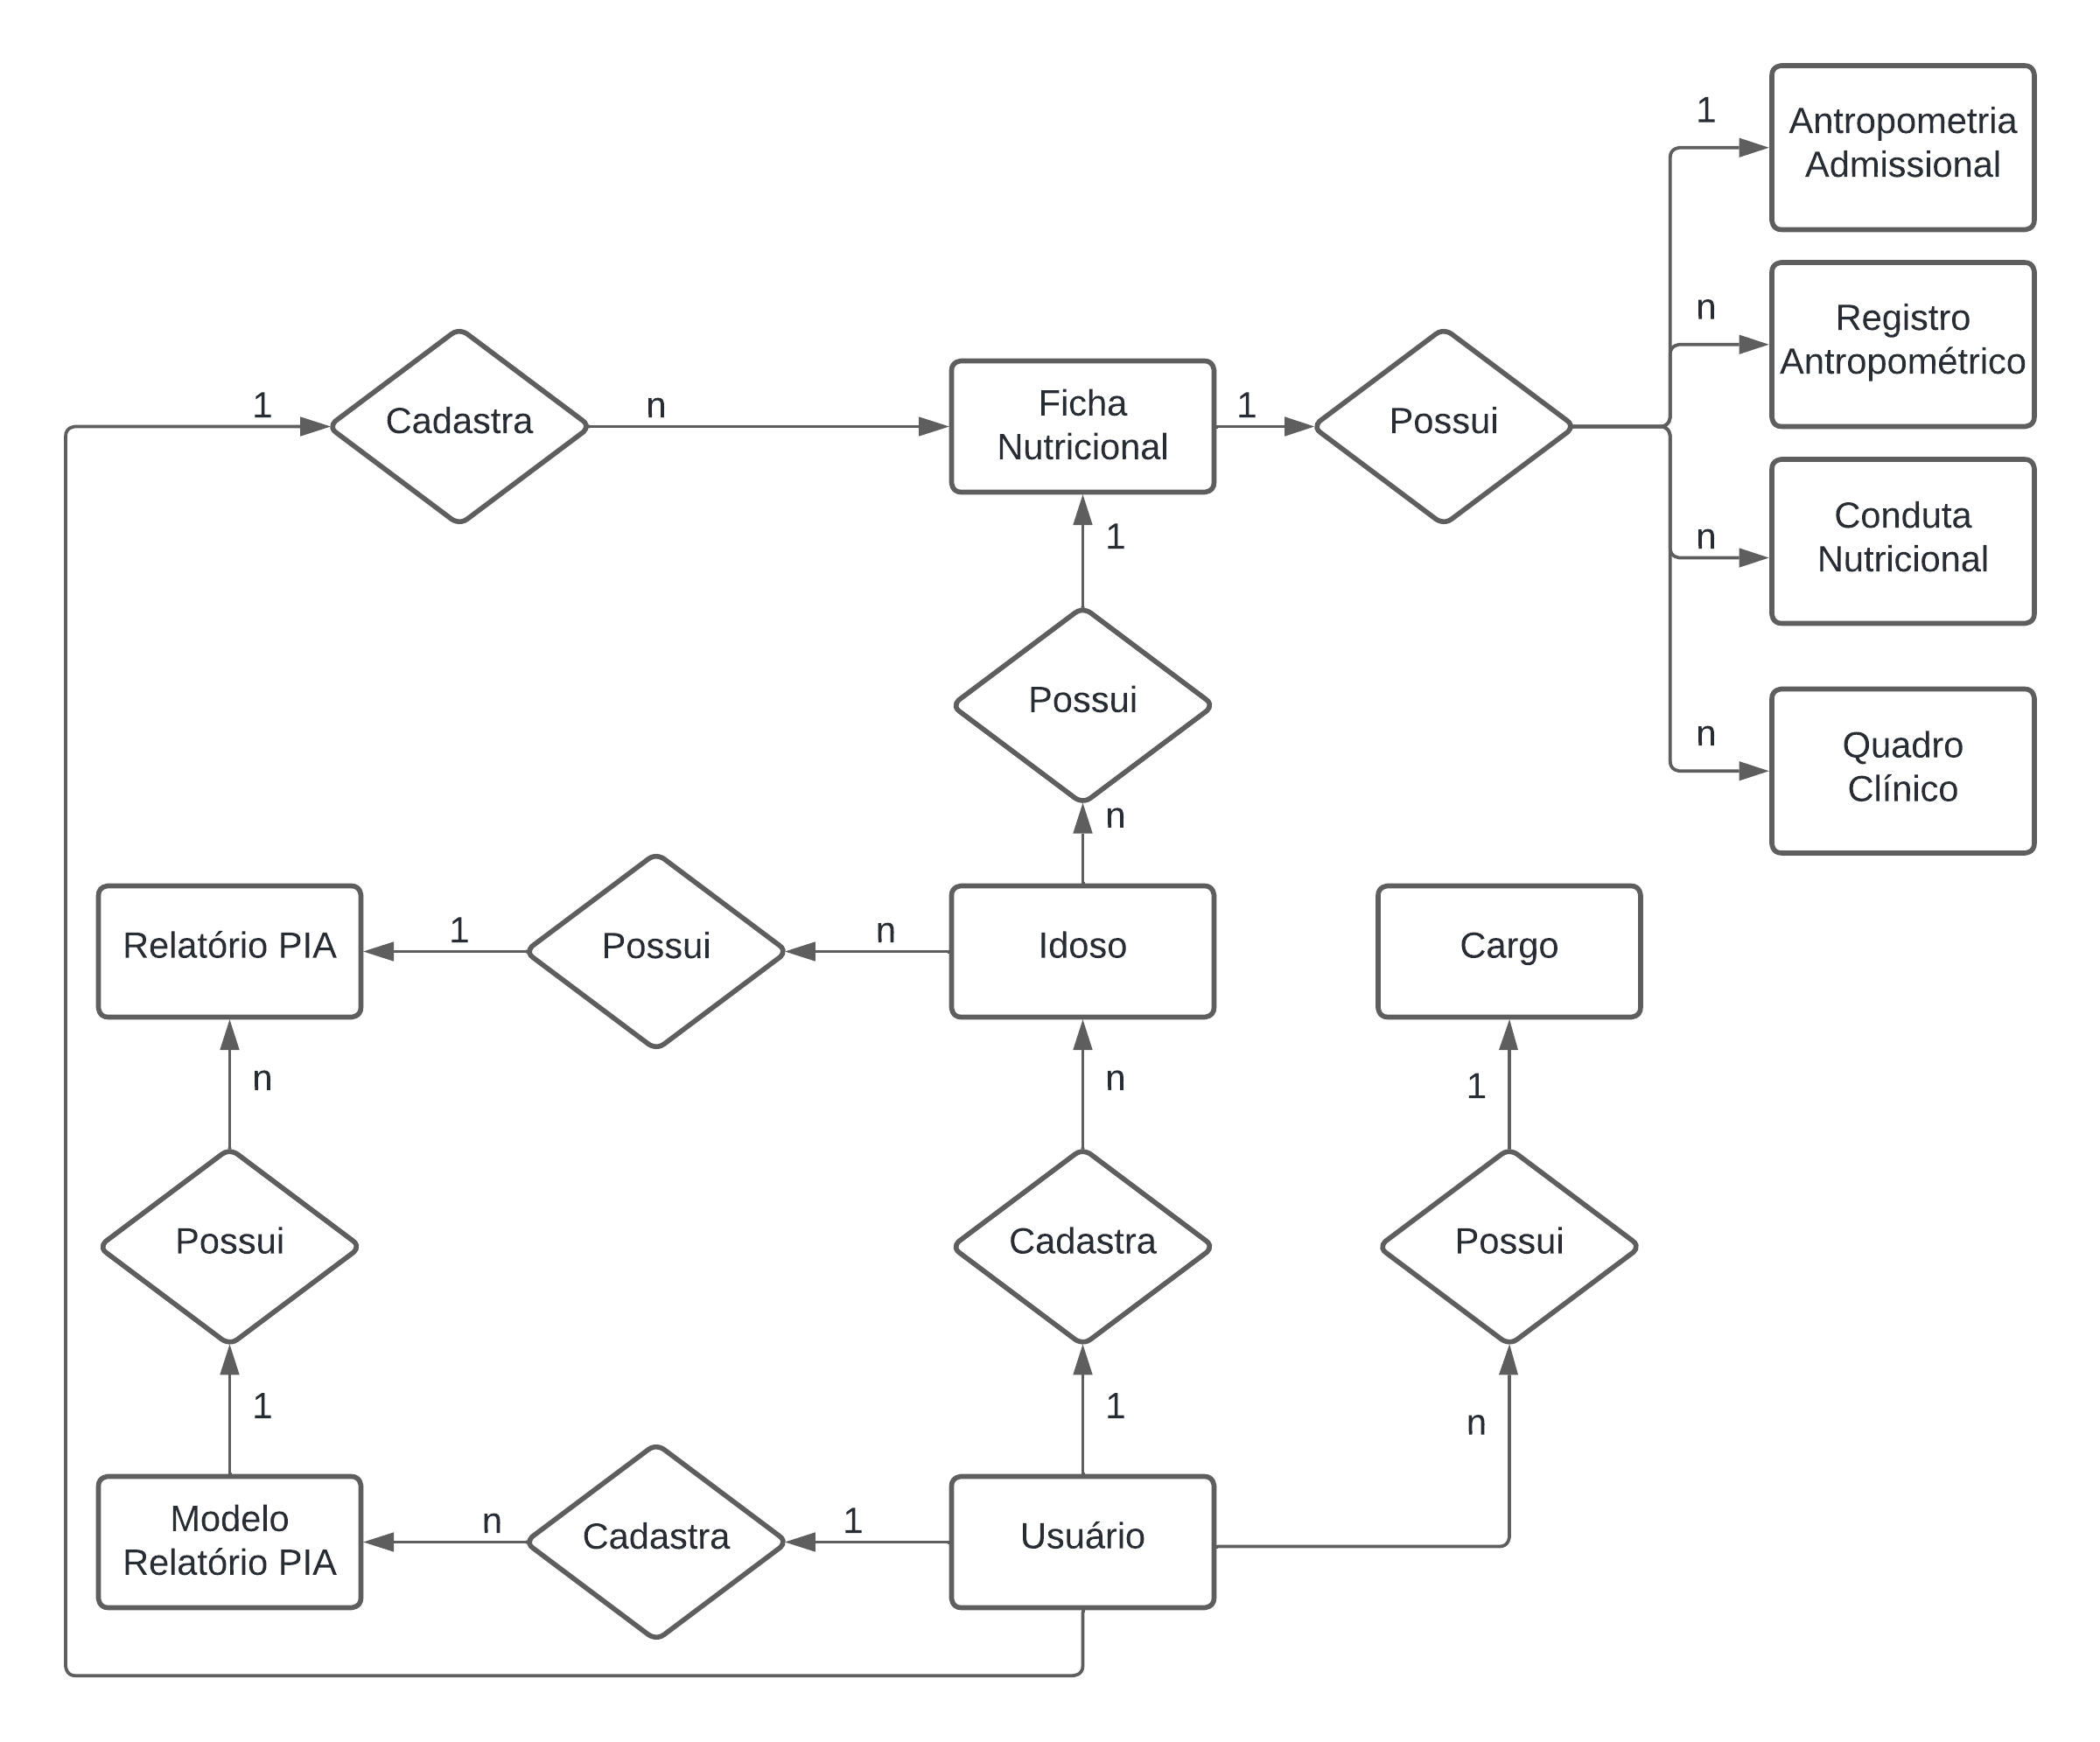 1
Antropometria
Admissional
n
Registro
Antropométrico
1
Cadastra
n
Ficha
Nutricional
1
Possui
n
Conduta
Nutricional
1
Possui
n
Quadro
Clínico
n
Relatório PIA
1
Possui
n
Idoso
Cargo
n
n
1
Possui
Cadastra
Possui
1
1
n
Modelo
Relatório PIA
n
Cadastra
1
Usuário